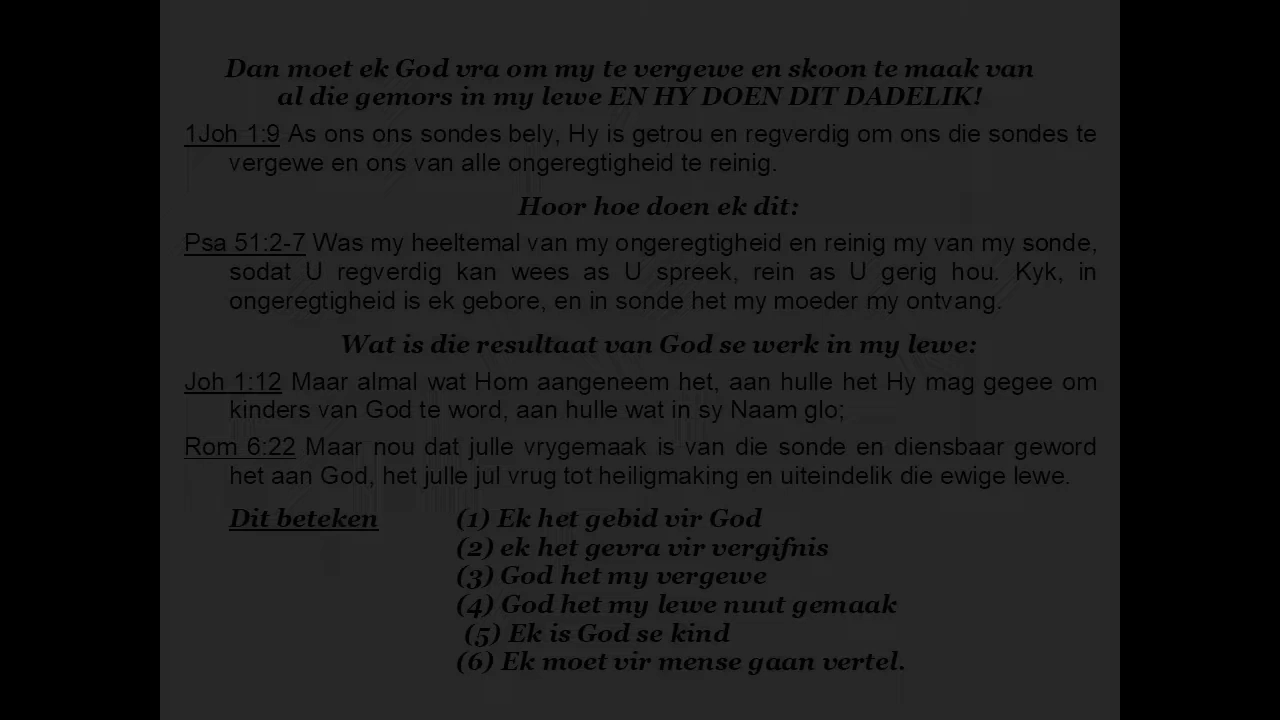 Dan moet ek God vra om my te vergewe en skoon te maak van
al die gemors in my lewe EN HY DOEN DIT DADELIK!
1Joh 1:9 As ons ons sondes bely, Hy is getrou en regverdig om ons die sondes te
vergewe en ons van alle ongeregtigheid te reinig.
Hoor hoe doen ek dit:
Psa 51:2-7 Was my heeltemal van my ongeregtigheid en reinig my van my sonde,
sodat U regverdig kan wees as U spreek, rein as U gerig hou. Kyk, in
ongeregtigheid is ek gebore, en in sonde het my moeder my ontvang.
Wat is die resultaat van God se werk in my lewe:
Joh 1:12 Maar almal wat Hom aangeneem het, aan hulle het Hy mag gegee om
kinders van God te word, aan hulle wat in sy Naam glo;
Rom 6:22 Maar nou dat julle vrygemaak is van die sonde en diensbaar geword
het aan God, het julle jul vrug tot heiligmaking en uiteindelik die ewige lewe.
Dit beteken (1) Ek het gebid vir God
(2) ek het gevra vir vergifnis
(3) God het my vergewe
(4) God het my lewe nuut gemaak
(5) Ek is God se kind
(6) Ek moet vir mense gaan vertel.